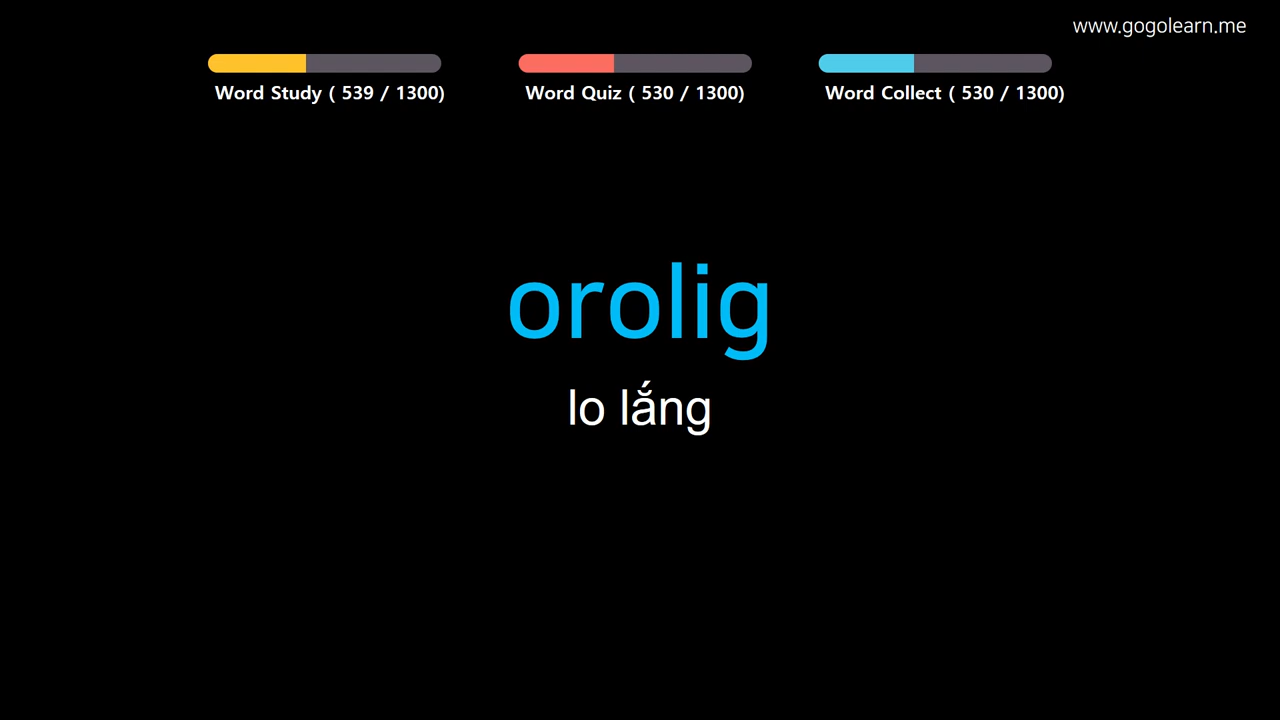 www.gogolearn.me
Word Study ( 539 / 1300)
Word Quiz ( 530 / 1300)
Word Collect ( 530 / 1300)
orolig
lo lắng